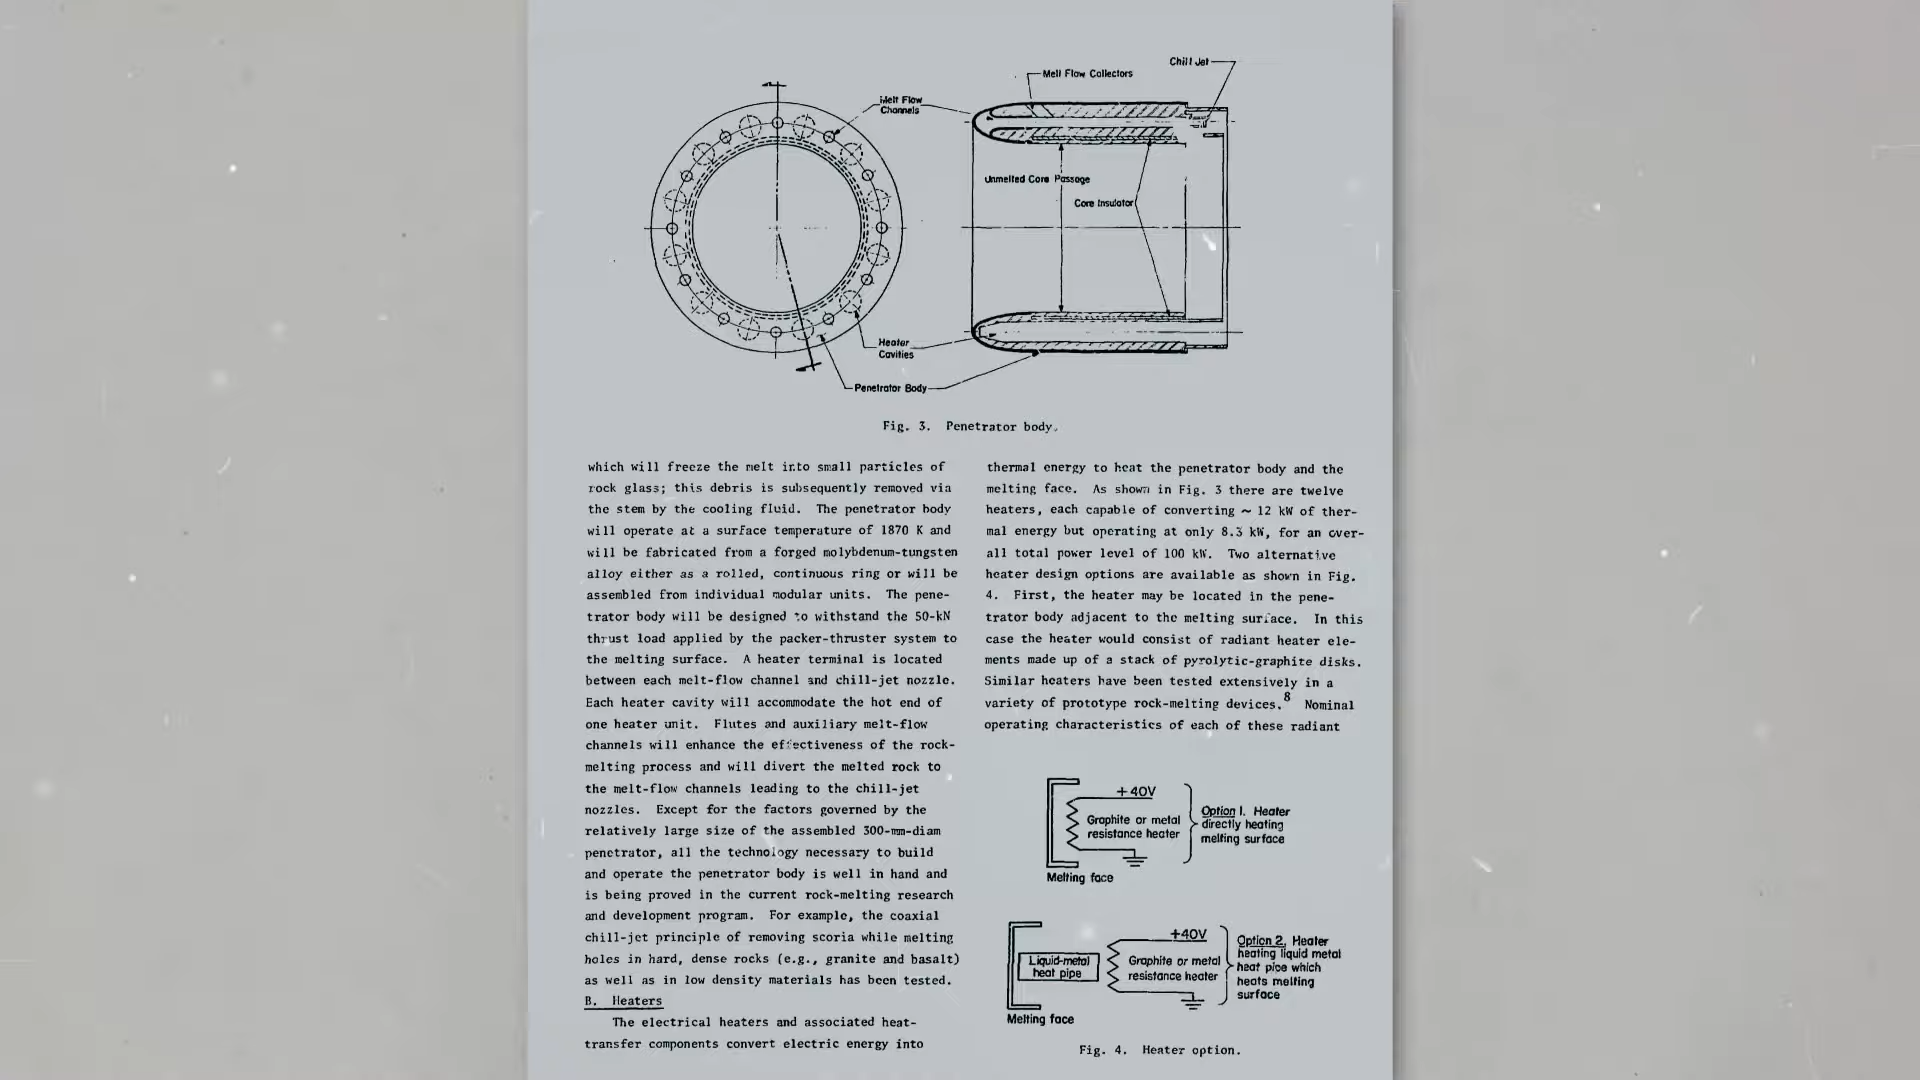 Chill Jet
Melt Flow Collectors
Melt Flow
Channels
Unmelted Core Passage
Core Insulator
Heater
Cavities
Penetrator Body
Fig. 3. Penetrator body.
which will freeze the melt into small particles of
rock glass; this debris is subsequently removed via
the stem by the cooling fluid. The penetrator body
will operate at a surface temperature of 1870 K and
will be fabricated from a forged molybdenum-tungsten
alloy either as a rolled, continuous ring or will be
assembled from individual modular units. The pene-
trator body will be designed to withstand the 50-kN
thrust load applied by the packer-thruster system to
the melting surface. A heater terminal is located
between each melt-flow channel and chill-jet nozzle.
Each heater cavity will accommodate the hot end of
one heater unit. Flutes and auxiliary melt-flow
channels will enhance the effectiveness of the rock-
melting process and will divert the melted rock to
the melt-flow channels leading to the chill-jet
nozzles. Except for the factors governed by the
relatively large size of the assembled 300-mm-diam
penetrator, all the technology necessary to build
and operate the penetrator body is well in hand and
is being proved in the current rock-melting research
and development program. For example, the coaxial
chill-jet principle of removing scoria while melting
holes in hard, dense rocks (e.g., granite and basalt)
as well as in low density materials has been tested.
B. Heaters
The electrical heaters and associated heat-
transfer components convert electric energy into
thermal energy to heat the penetrator body and the
melting face. As shown in Fig. 3 there are twelve
heaters, each capable of converting ~ 12 kW of ther-
mal energy but operating at only 8.3 kW, for an over-
all total power level of 100 kW. Two alternative
heater design options are available as shown in Fig.
4. First, the heater may be located in the pene-
trator body adjacent to the melting surface. In this
case the heater would consist of radiant heater ele-
ments made up of a stack of pyrolytic-graphite disks.
Similar heaters have been tested extensively in a
variety of prototype rock-melting devices.8 Nominal
operating characteristics of each of these radiant
+40V
Graphite or metal
resistance heater
Option 1. Heater
directly heating
melting surface
Melting face
+40V
Liquid-metal
heat pipe
Graphite or metal
resistance heater
Option 2. Heater
heating liquid metal
heat pipe which
heats melting
surface
Melting face
Fig. 4. Heater option.